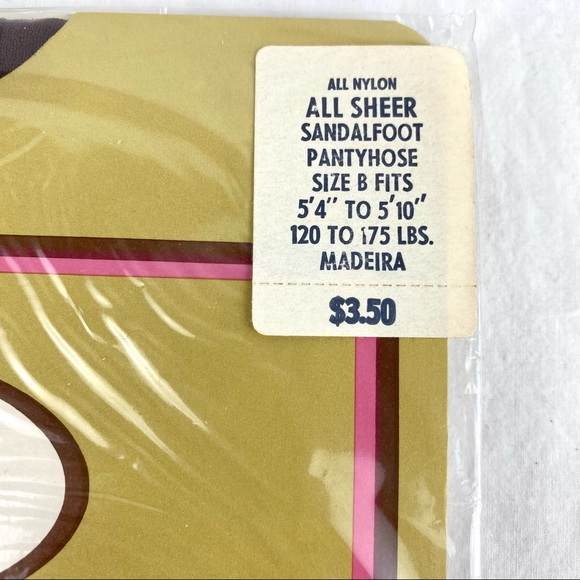 ALL NYLON
ALL SHEER
SANDALFOOT
PANTYHOSE
SIZE B FITS
5'4" TO 5'10"
120 TO 175 LBS.
MADEIRA
$3.50